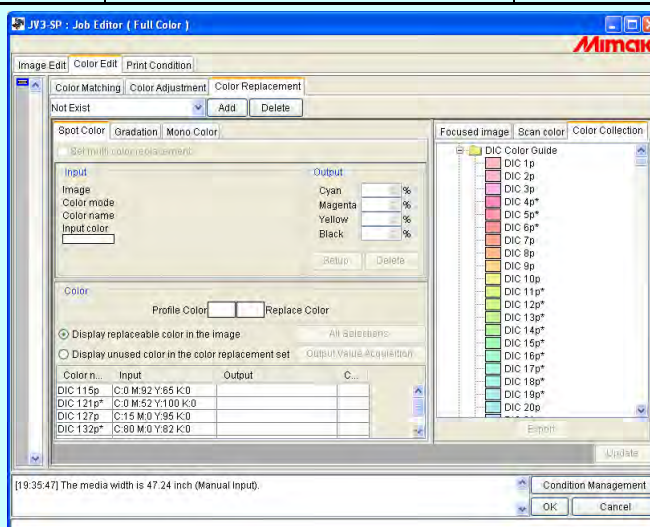 JV3-SP : Job Editor ( Full Color )
Mimaki
Image Edit Color Edit Print Condition
Color Matching Color Adjustment Color Replacement
Not Exist Add Delete
Spot Color Gradation Mono Color
Focused image Scan color Color Collection
Set multi color replacement
DIC Color Guide
DIC 1p
DIC 2p
DIC 3p
DIC 4p*
DIC 5p*
DIC 6p*
DIC 7p
DIC 8p
DIC 9p
DIC 10p
DIC 11p*
DIC 12p*
DIC 13p*
DIC 14p*
DIC 15p*
DIC 16p*
DIC 17p*
DIC 18p*
DIC 19p*
DIC 20p
Export
Input
Image
Color mode
Color name
Input color
Output
Cyan %
Magenta %
Yellow %
Black %
Setup Delete
Color
Profile Color Replace Color
Display replaceable color in the image All Selections
Display unused color in the color replacement set Output Value Acquisition
Color n... Input Output C...
DIC 115p C:0 M:92 Y:65 K:0
DIC 121p* C:0 M:52 Y:100 K:0
DIC 127p C:15 M:0 Y:95 K:0
DIC 132p* C:80 M:0 Y:82 K:0
Update
[19:35:47] The media width is 47.24 inch (Manual Input).
Condition Management
OK Cancel